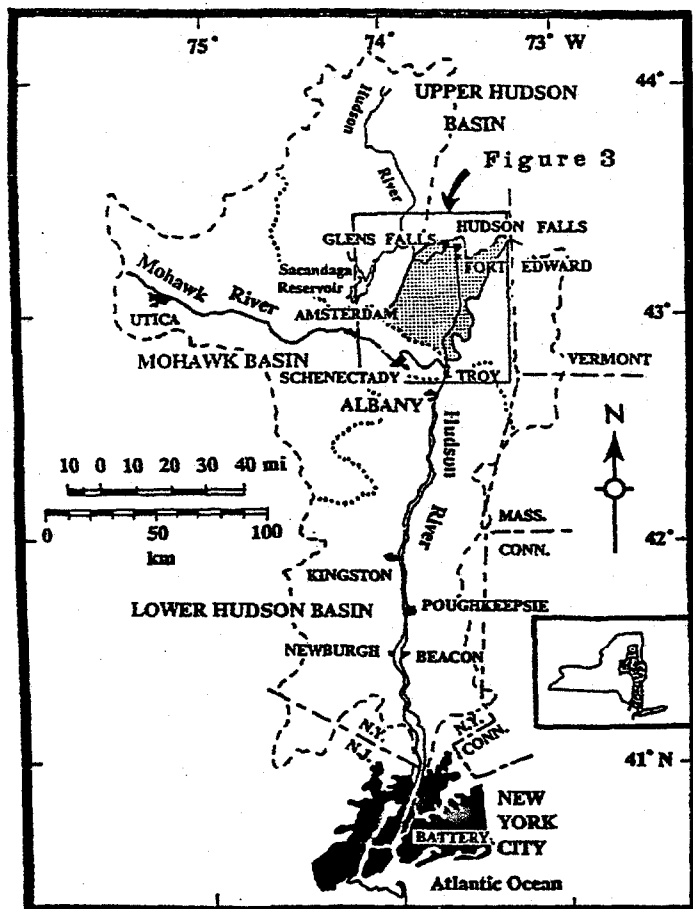 75°
74°
73° W
44°
UPPER HUDSON
BASIN
Hudson
River
Figure 3
HUDSON FALLS
GLENS FALLS
FORT EDWARD
Sacandaga
Reservoir
Mohawk
River
UTICA
AMSTERDAM
43°
MOHAWK BASIN
VERMONT
SCHENECTADY
TROY
ALBANY
Hudson
River
N
10 0 10 20 30 40 mi
0 50 100
km
MASS.
CONN.
42°
KINGSTON
LOWER HUDSON BASIN
POUGHKEEPSIE
NEWBURGH
BEACON
N.Y.
N.J.
N.Y.
CONN.
41° N
NEW
YORK
CITY
BATTERY
Atlantic Ocean